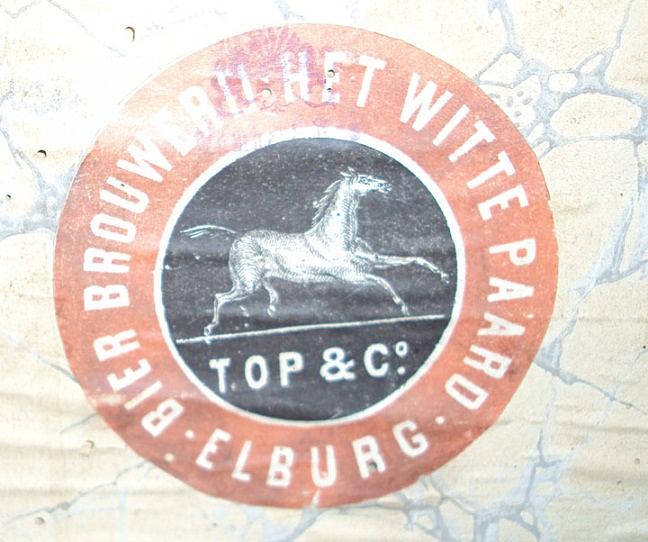 BIER BROUWERIJ · HET WITTE PAARD ·
ELBURG ·
TOP & Cº.